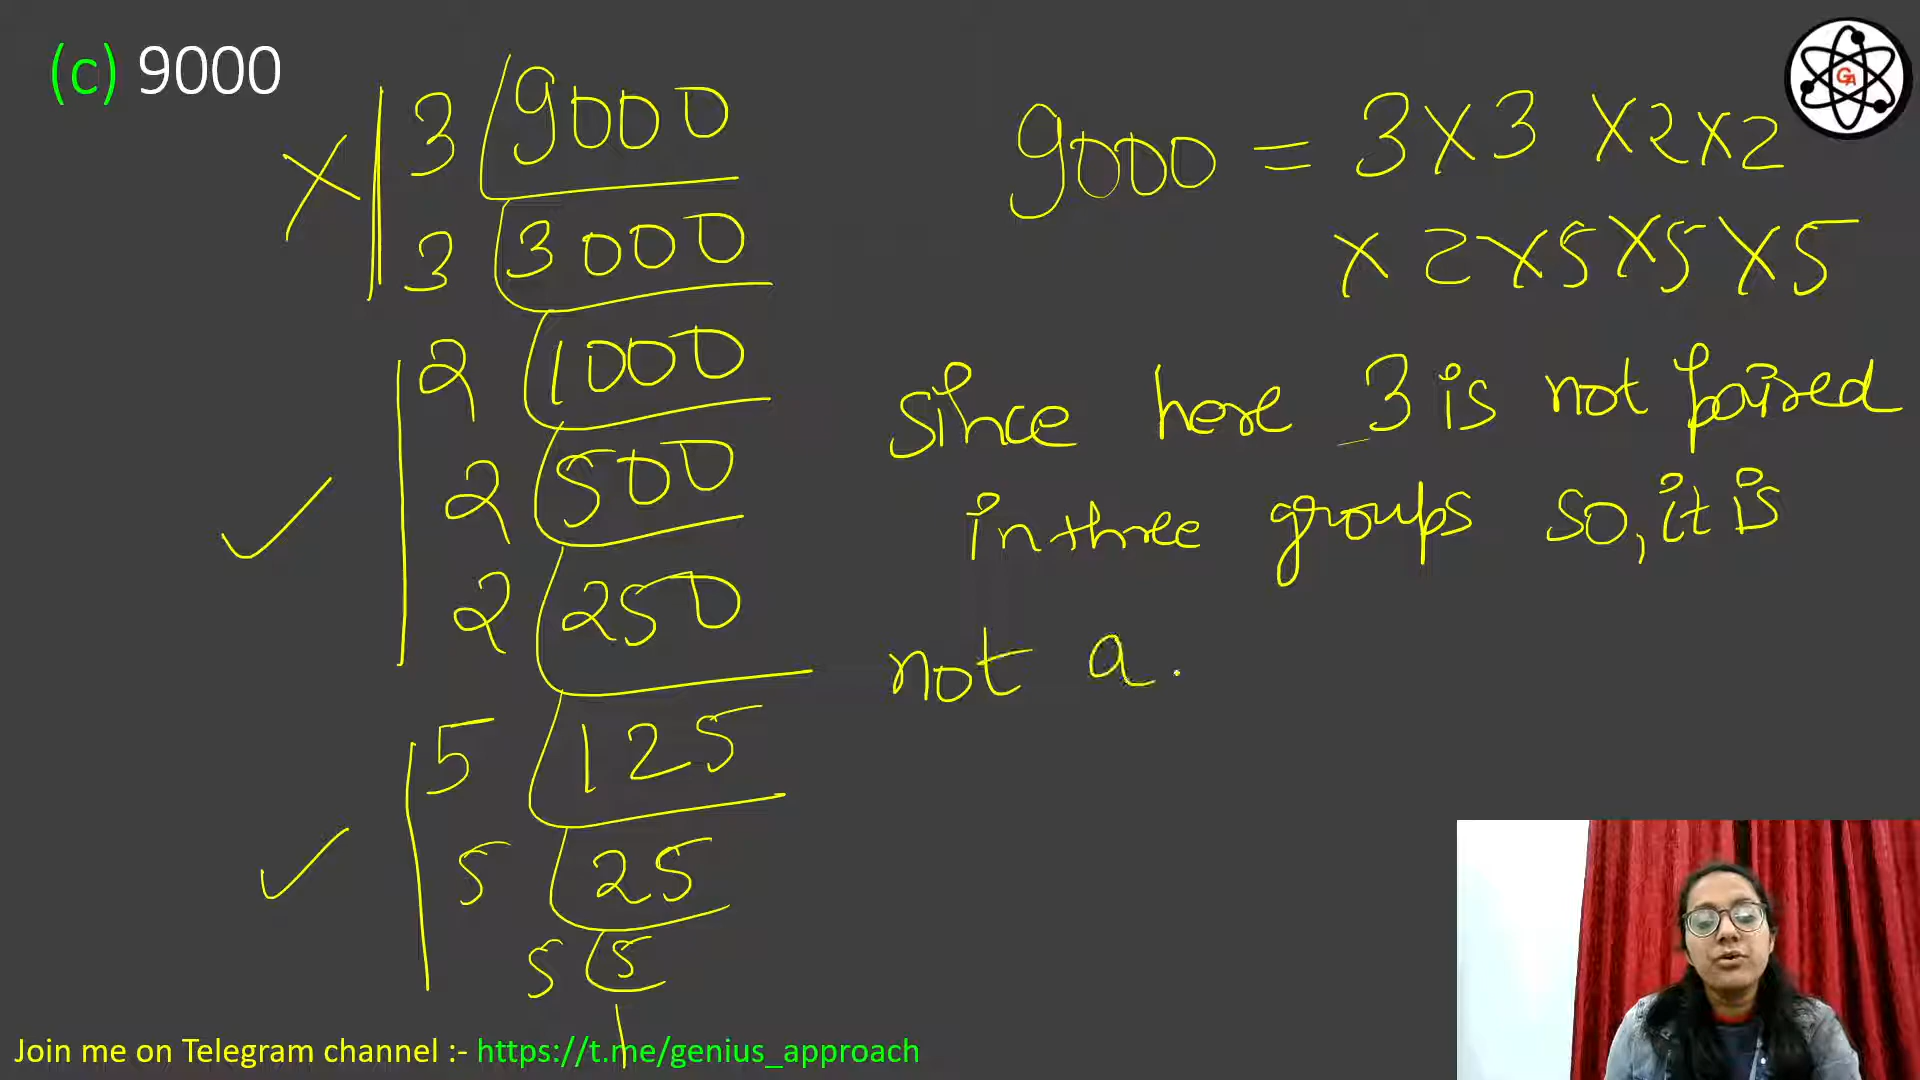 (c) 9000
3 9000
3 3000
2 1000
2 500
2 250
5 125
5 25
5 5
1
9000 = 3 X 3 X 2 X 2
X 2 X 5 X 5 X 5
Since here 3 is not paired
in three groups so, it is
not a.
GA
Join me on Telegram channel :- https://t.me/genius_approach